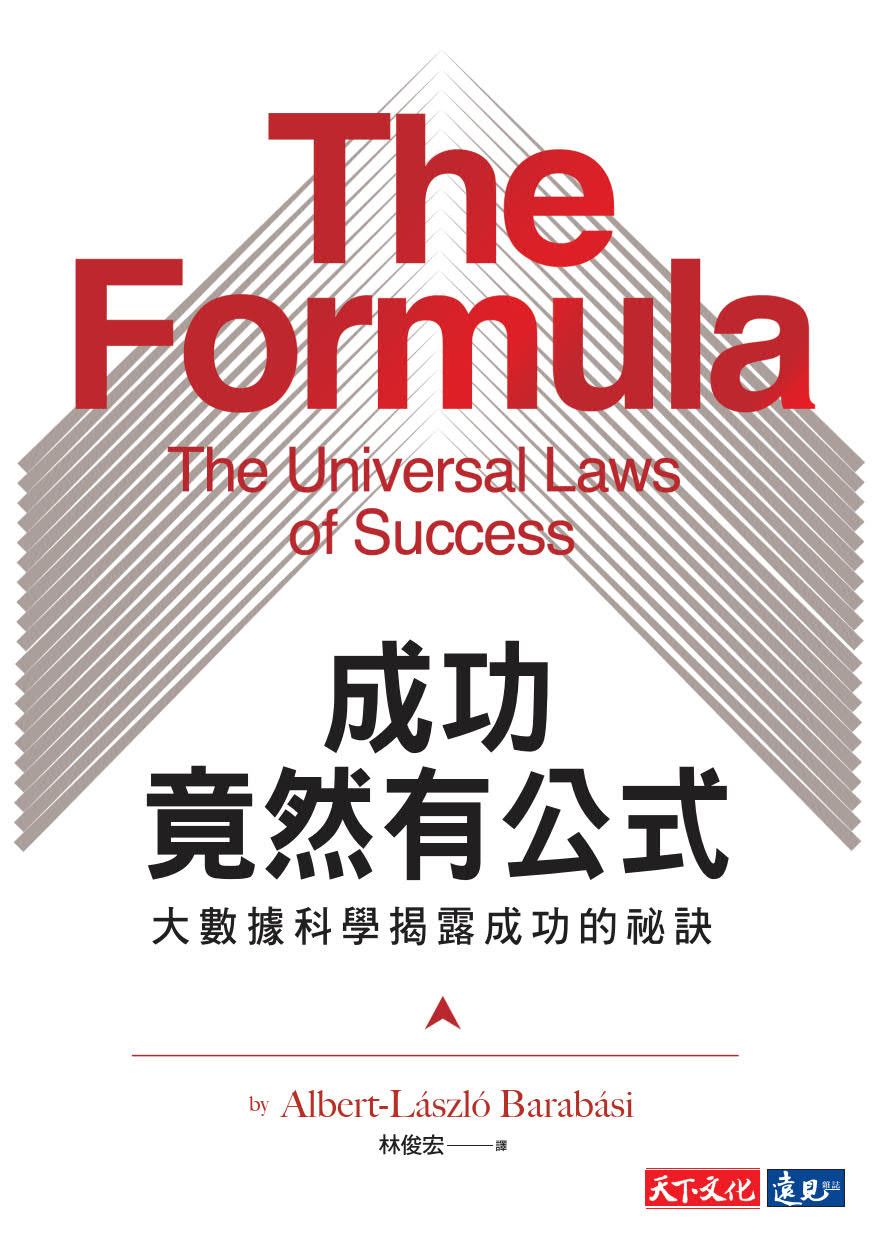 The
Formula
The Universal Laws
of Success
成功
竟然有公式
大數據科學揭露成功的祕訣
by Albert-László Barabási
林俊宏——譯
天下文化 遠見雜誌